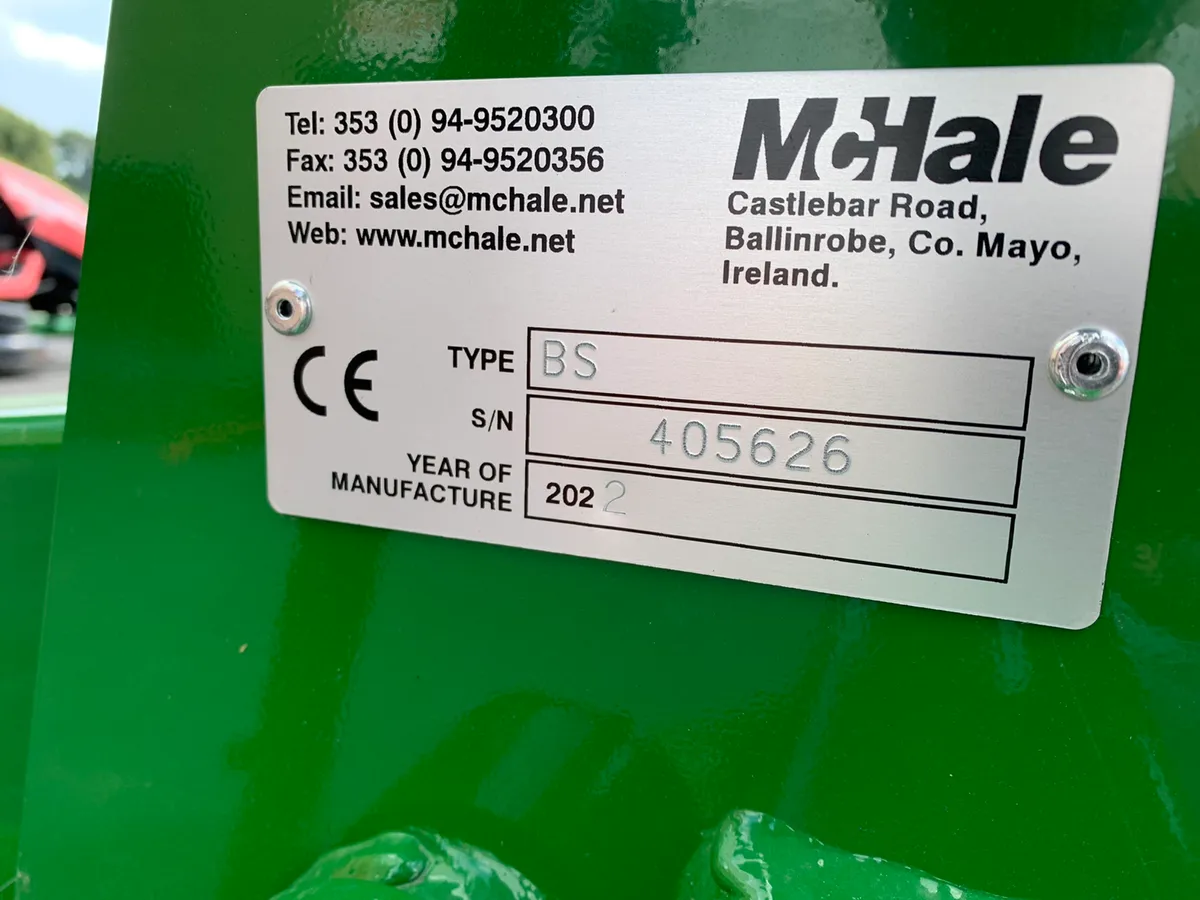 Tel: 353 (0) 94-9520300
Fax: 353 (0) 94-9520356
Email: sales@mchale.net
Web: www.mchale.net
McHale
Castlebar Road,
Ballinrobe, Co. Mayo,
Ireland.
CE
TYPE BS
S/N 405626
YEAR OF
MANUFACTURE 2022